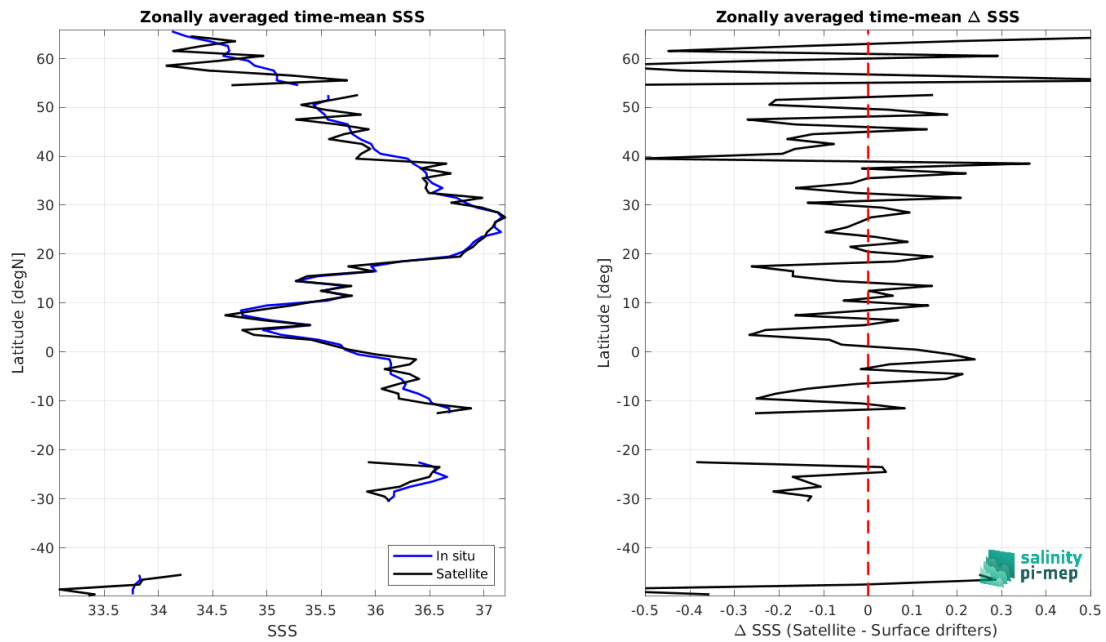 Zonally averaged time-mean SSS
60
50
40
30
20
10
0
-10
-20
-30
-40
Latitude [degN]
In situ
Satellite
33.5 34 34.5 35 35.5 36 36.5 37
SSS
Zonally averaged time-mean Δ SSS
60
50
40
30
20
10
0
-10
-20
-30
-40
Latitude [deg]
salinity
pi-mep
-0.5 -0.4 -0.3 -0.2 -0.1 0 0.1 0.2 0.3 0.4 0.5
Δ SSS (Satellite - Surface drifters)